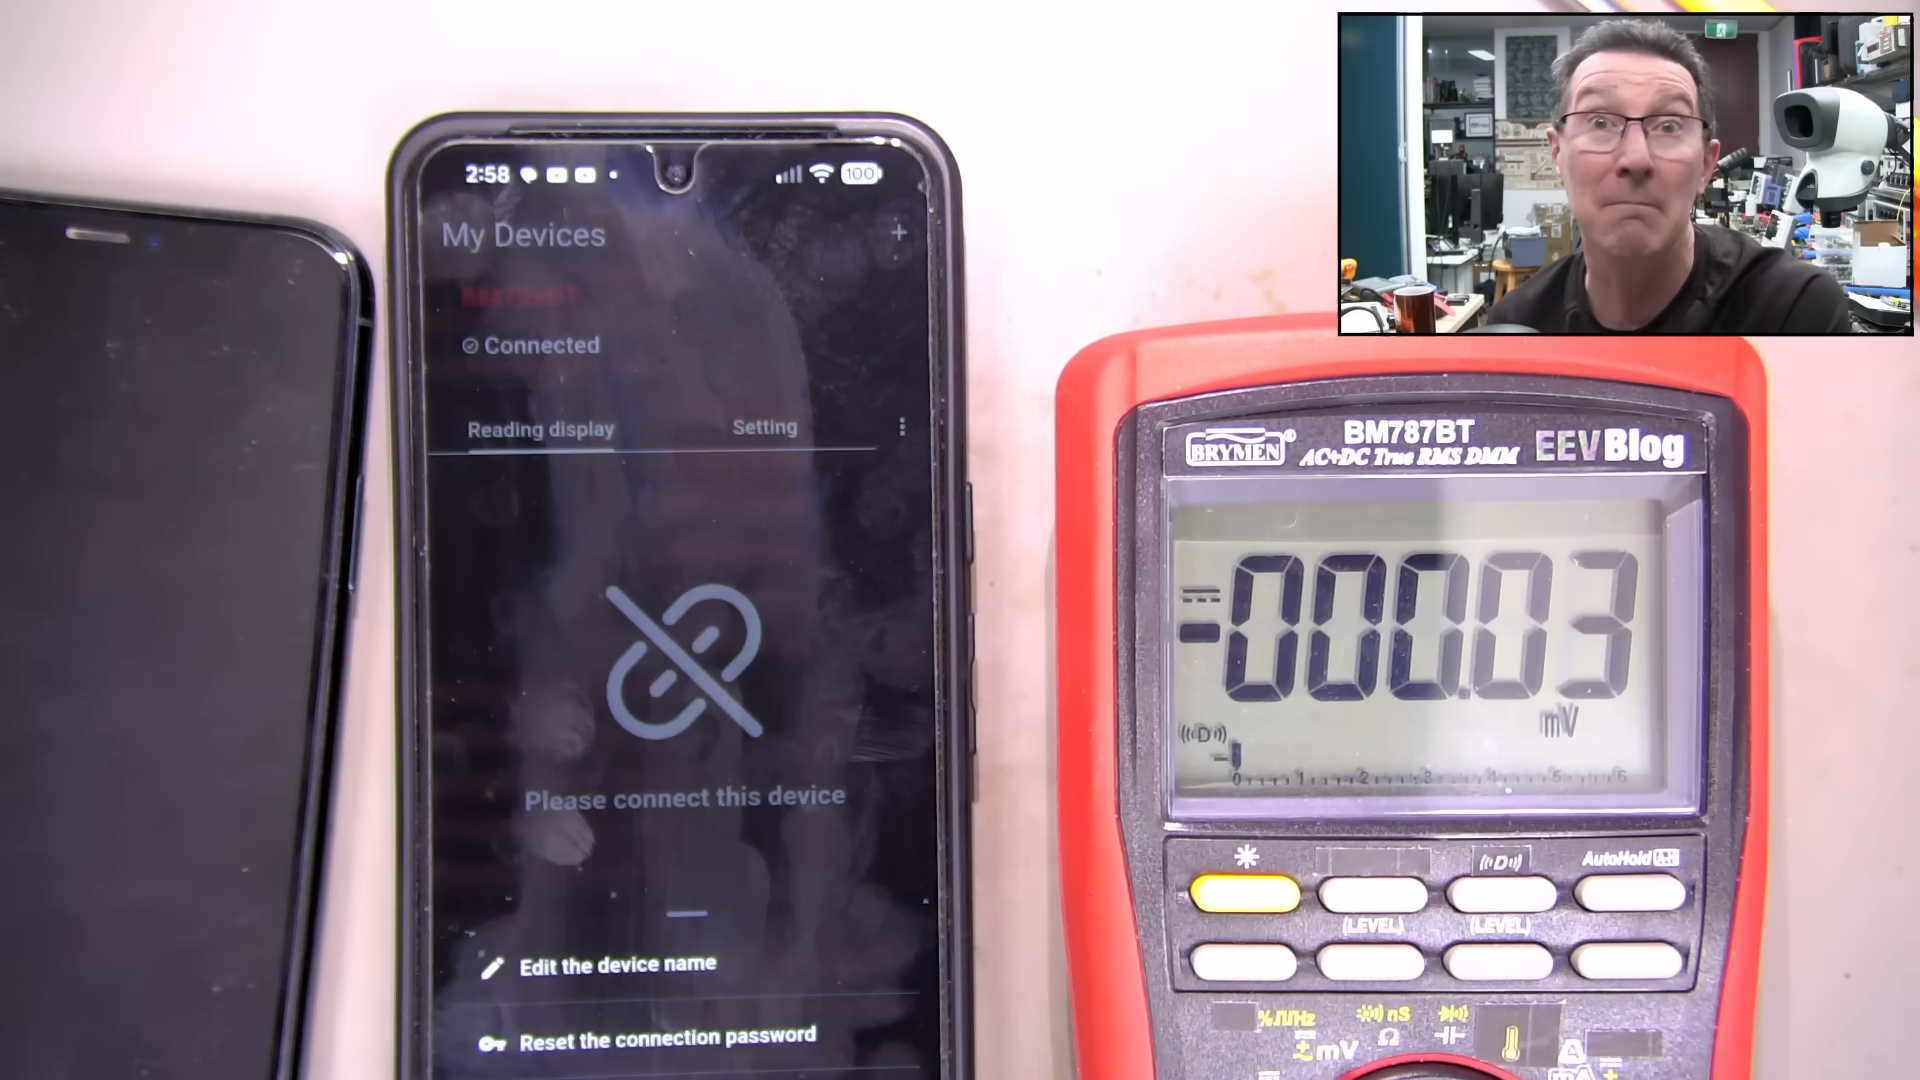 2:58
100
My Devices
+
Connected
Reading display
Setting
Please connect this device
Edit the device name
Reset the connection password
BRYMEN®
BM787BT
AC+DC True RMS DMM
EEVBlog
-000.03
mV
((D))
0 1 2 3 4 5 6
((D))
AutoHold
(LEVEL)
(LEVEL)
nS
mV
Ω
A
mA